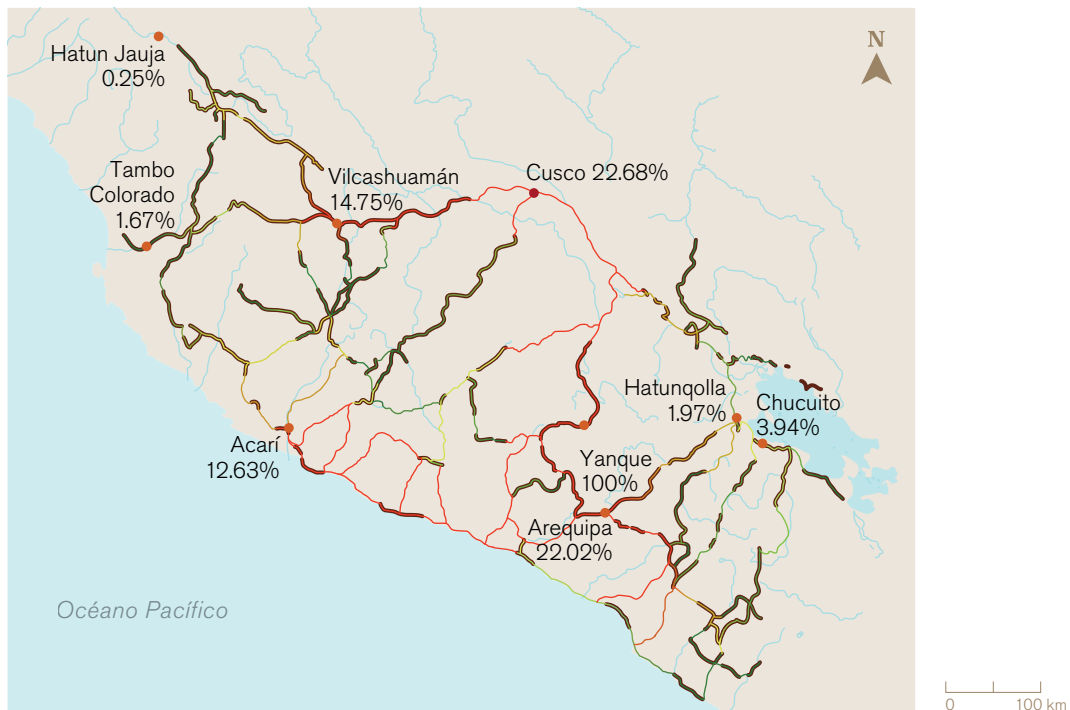 Hatun Jauja
0.25%
N
Tambo
Colorado
1.67%
Vilcashuamán
14.75%
Cusco 22.68%
Hatunqolla
1.97%
Chucuito
3.94%
Acarí
12.63%
Yanque
100%
Arequipa
22.02%
Océano Pacífico
0 100 km